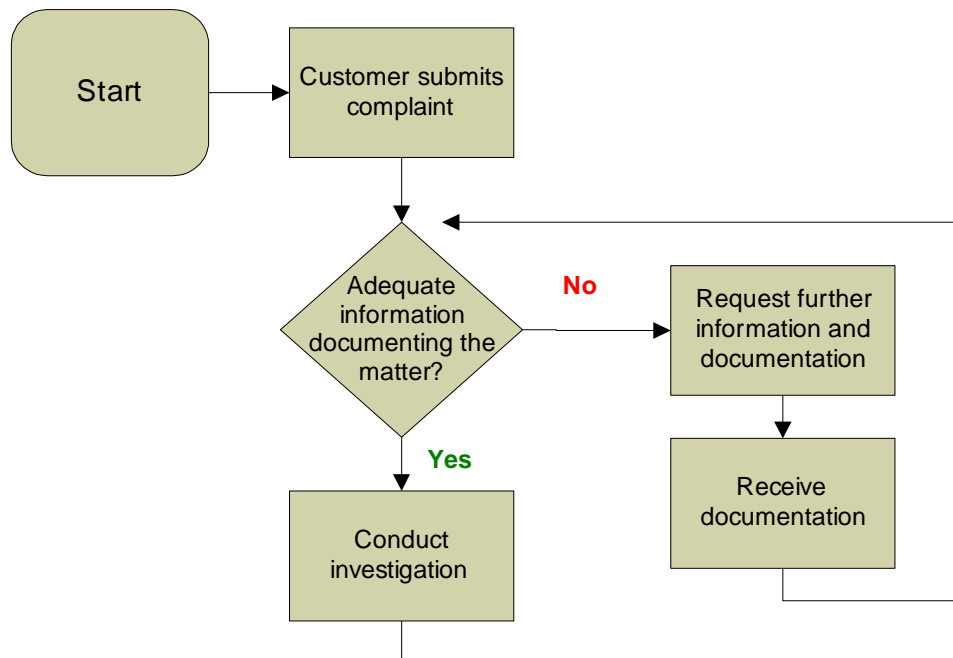 Start
Customer submits
complaint
Adequate
information
documenting the
matter?
No
Request further
information and
documentation
Yes
Receive
documentation
Conduct
investigation